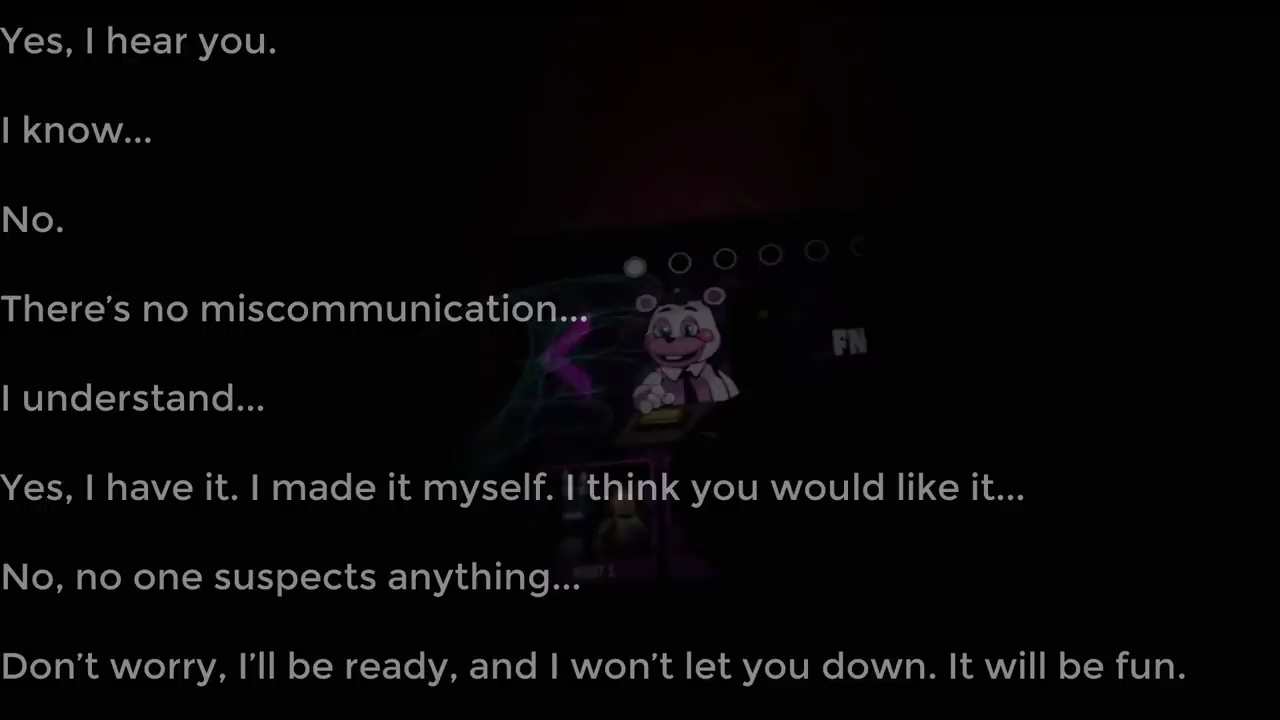 Yes, I hear you.
I know...
No.
There’s no miscommunication...
FN
I understand...
Yes, I have it. I made it myself. I think you would like it...
No, no one suspects anything...
Don’t worry, I’ll be ready, and I won’t let you down. It will be fun.